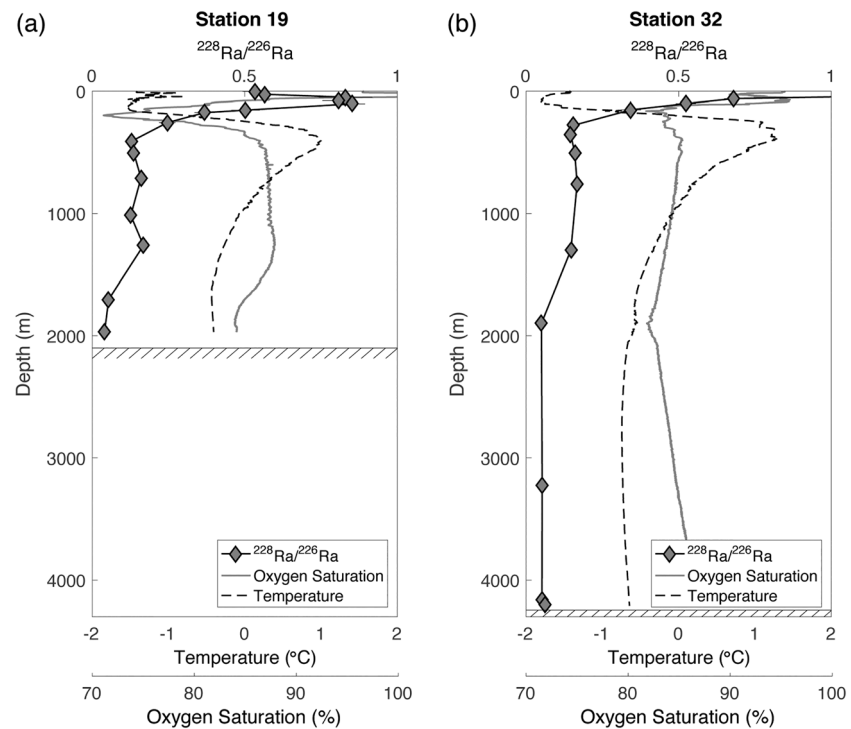 (a)
Station 19
²²⁸Ra/²²⁶Ra
0 0.5 1
0
1000
2000
3000
4000
Depth (m)
²²⁸Ra/²²⁶Ra
Oxygen Saturation
Temperature
-2 -1 0 1 2
Temperature (°C)
70 80 90 100
Oxygen Saturation (%)
(b)
Station 32
²²⁸Ra/²²⁶Ra
0 0.5 1
0
1000
2000
3000
4000
Depth (m)
²²⁸Ra/²²⁶Ra
Oxygen Saturation
Temperature
-2 -1 0 1 2
Temperature (°C)
70 80 90 100
Oxygen Saturation (%)